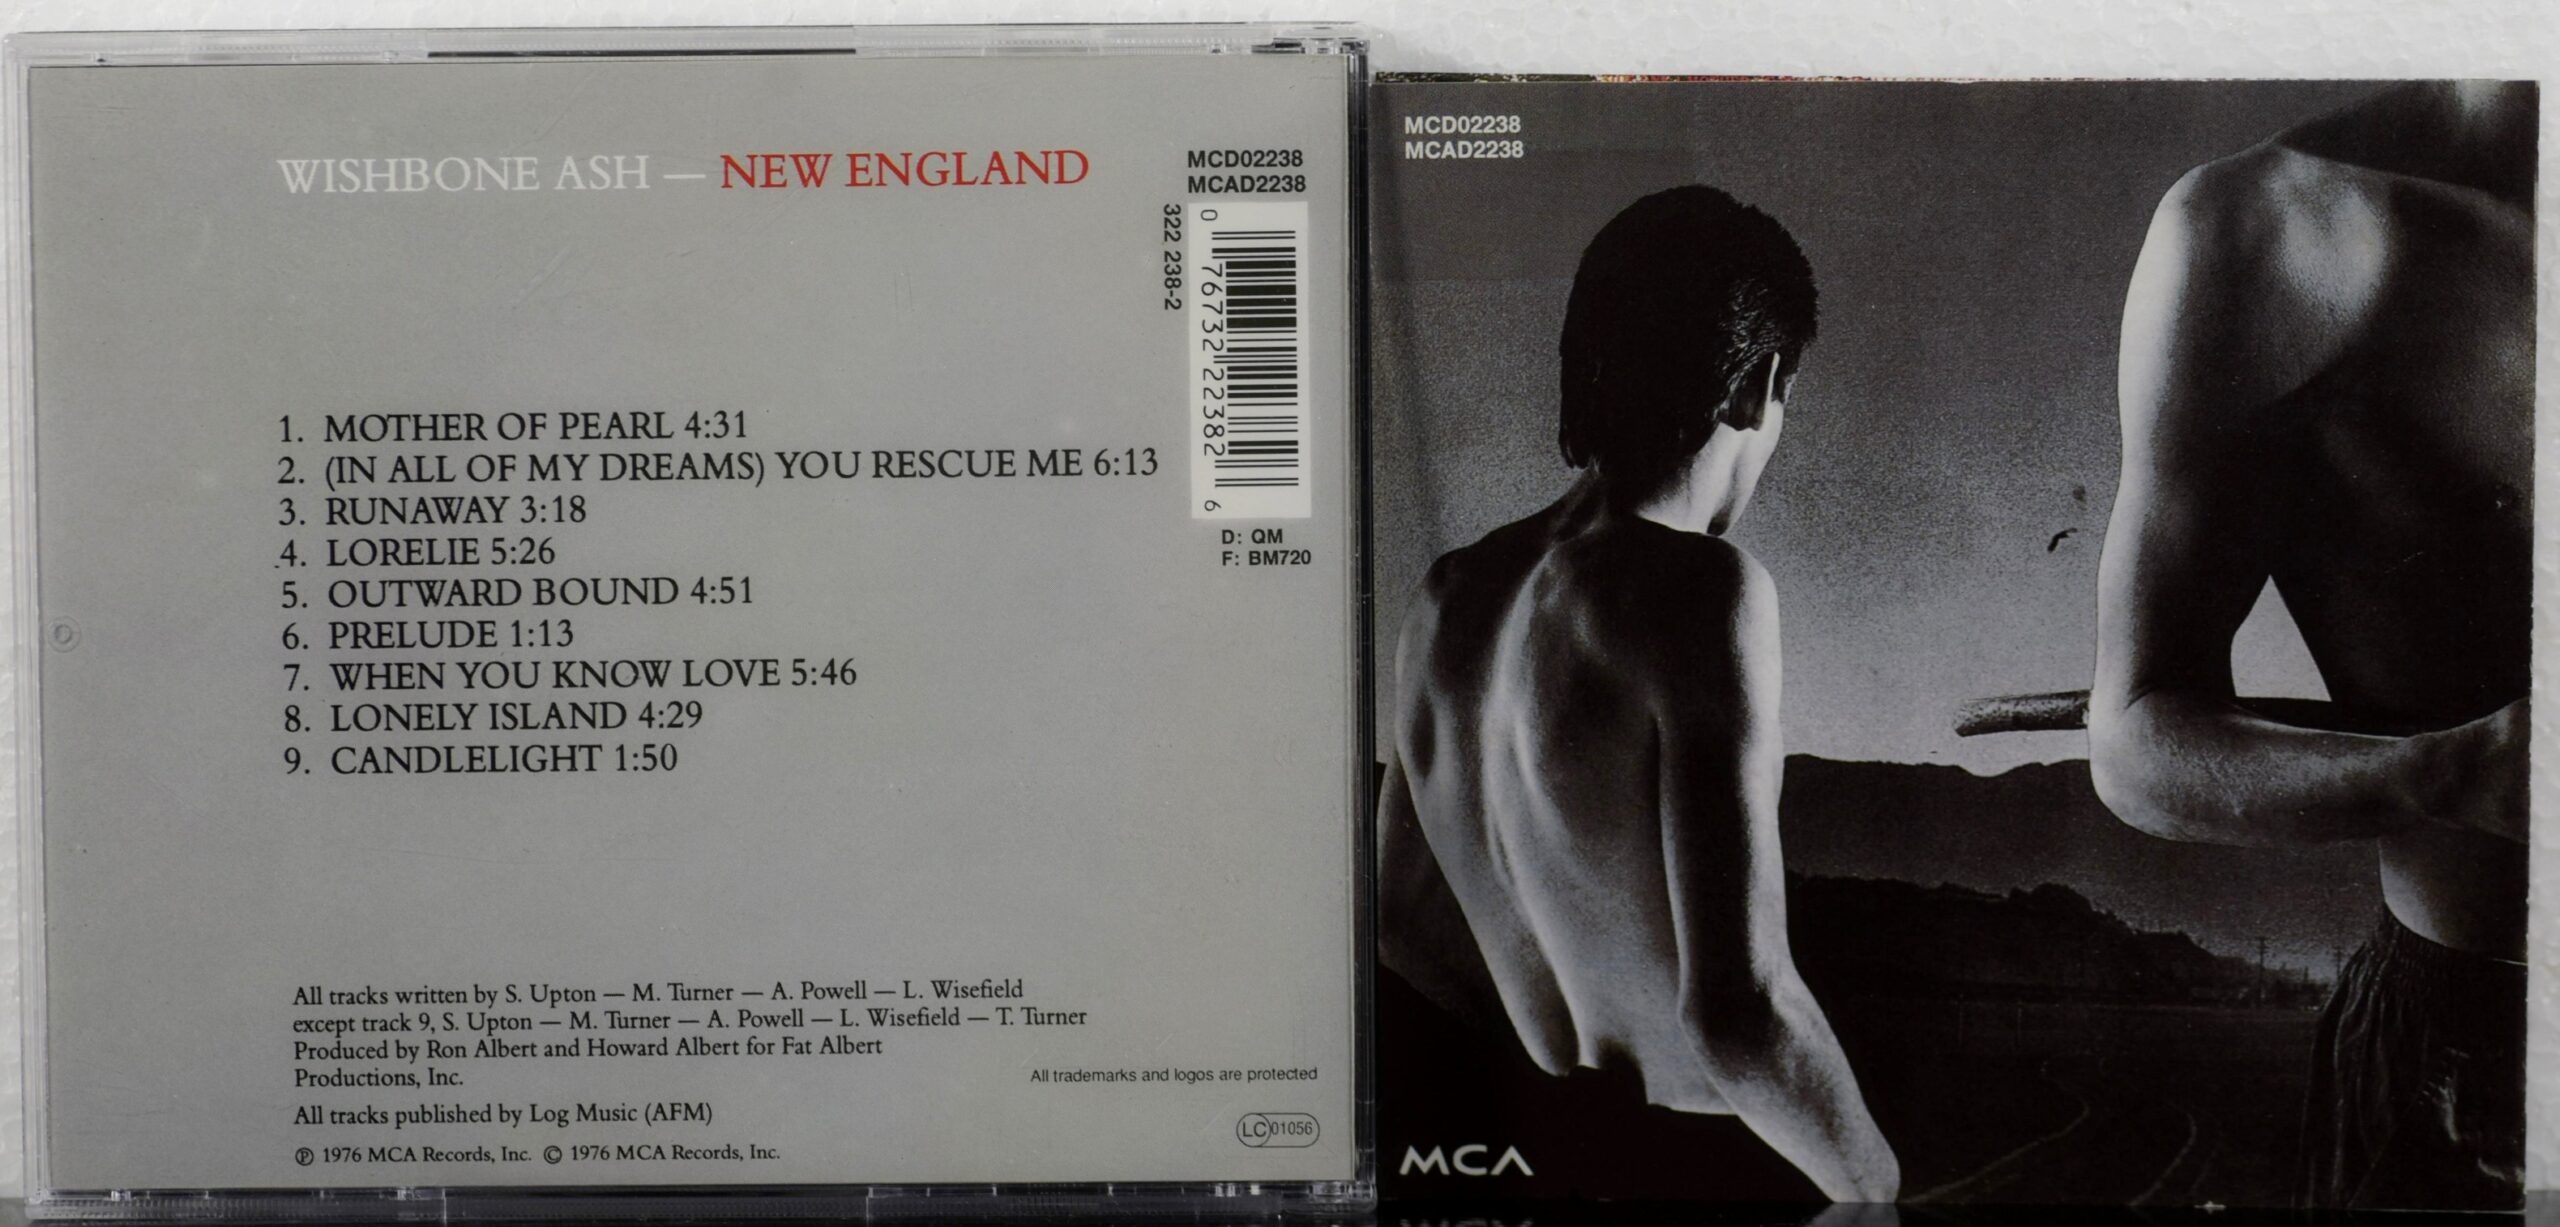 WISHBONE ASH — NEW ENGLAND
MCD02238
MCAD2238
322 238-2
0 76732 22382 6
D: QM
F: BM720
1. MOTHER OF PEARL 4:31
2. (IN ALL OF MY DREAMS) YOU RESCUE ME 6:13
3. RUNAWAY 3:18
4. LORELIE 5:26
5. OUTWARD BOUND 4:51
6. PRELUDE 1:13
7. WHEN YOU KNOW LOVE 5:46
8. LONELY ISLAND 4:29
9. CANDLELIGHT 1:50
All tracks written by S. Upton — M. Turner — A. Powell — L. Wisefield
except track 9, S. Upton — M. Turner — A. Powell — L. Wisefield — T. Turner
Produced by Ron Albert and Howard Albert for Fat Albert
Productions, Inc.
All trademarks and logos are protected
All tracks published by Log Music (AFM)
LC 01056
℗ 1976 MCA Records, Inc. © 1976 MCA Records, Inc.
MCD02238
MCAD2238
MCA